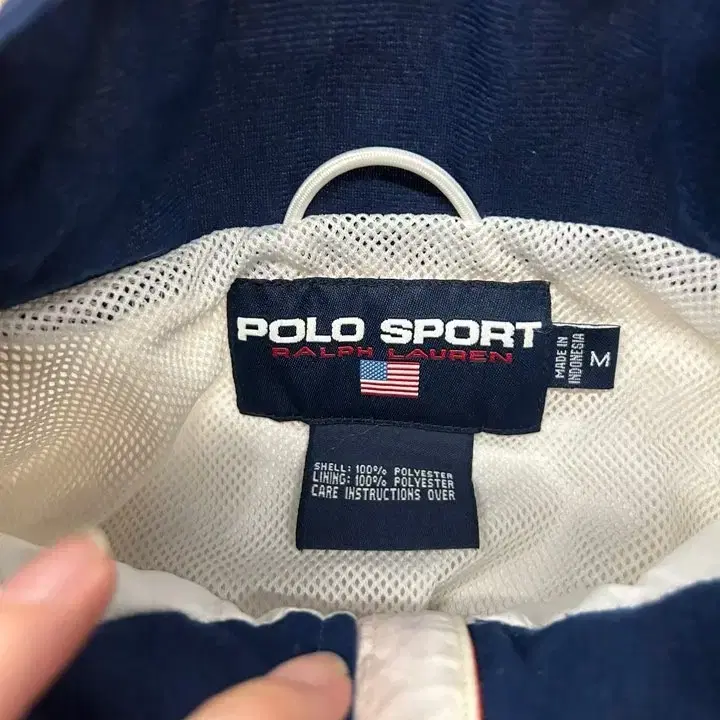 POLO SPORT
RALPH LAUREN
MADE IN
INDONESIA
M
SHELL: 100% POLYESTER
LINING: 100% POLYESTER
CARE INSTRUCTIONS OVER